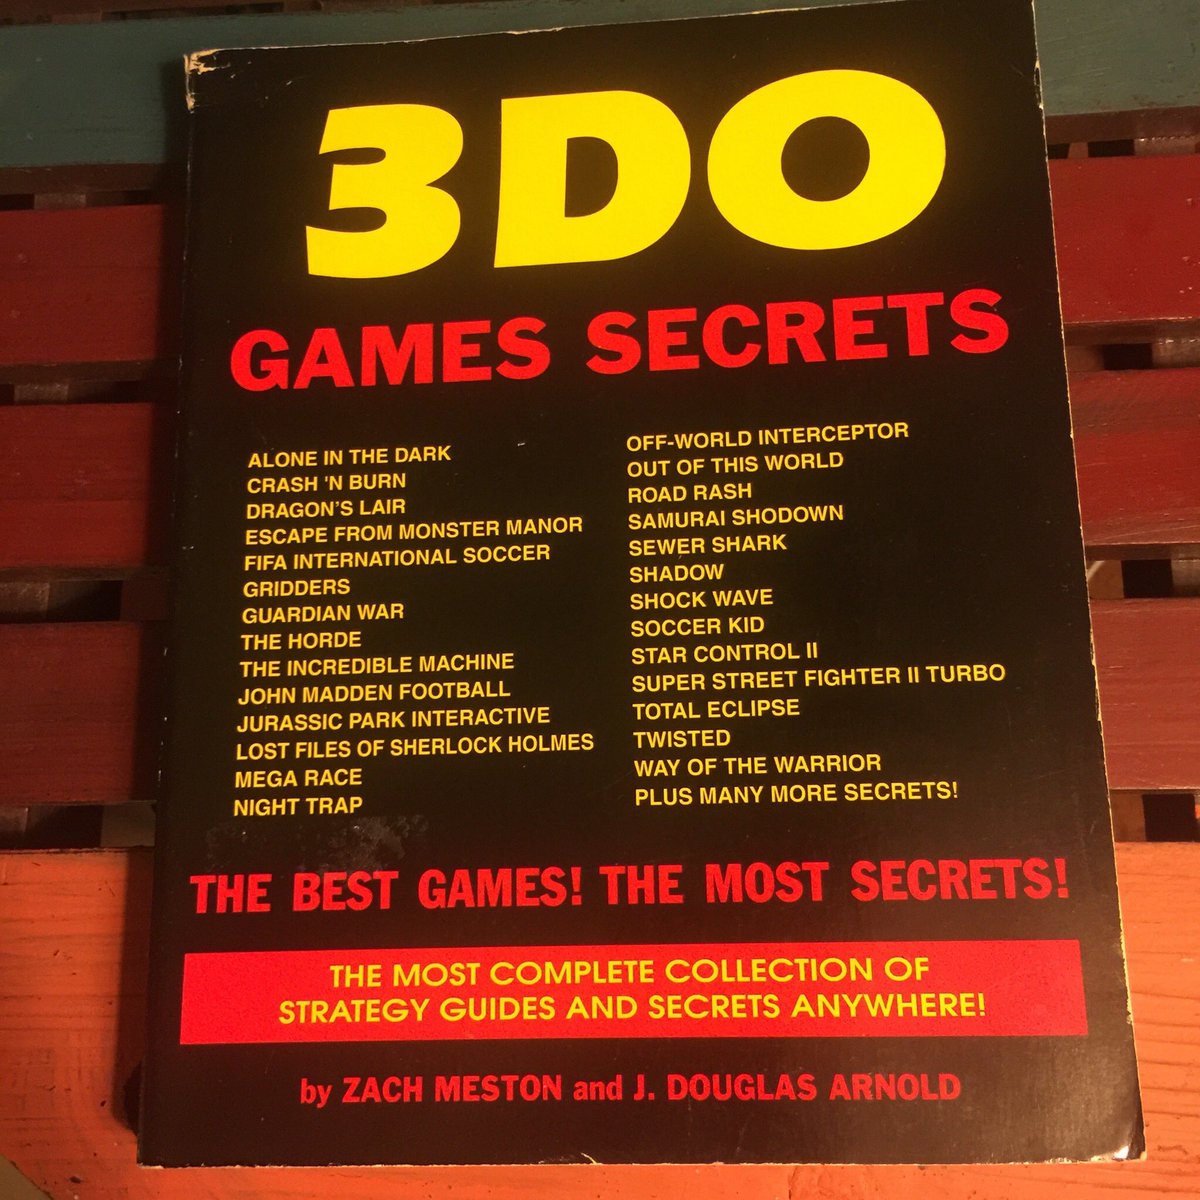 3DO
GAMES SECRETS
ALONE IN THE DARK
CRASH 'N BURN
DRAGON'S LAIR
ESCAPE FROM MONSTER MANOR
FIFA INTERNATIONAL SOCCER
GRIDDERS
GUARDIAN WAR
THE HORDE
THE INCREDIBLE MACHINE
JOHN MADDEN FOOTBALL
JURASSIC PARK INTERACTIVE
LOST FILES OF SHERLOCK HOLMES
MEGA RACE
NIGHT TRAP
OFF-WORLD INTERCEPTOR
OUT OF THIS WORLD
ROAD RASH
SAMURAI SHODOWN
SEWER SHARK
SHADOW
SHOCK WAVE
SOCCER KID
STAR CONTROL II
SUPER STREET FIGHTER II TURBO
TOTAL ECLIPSE
TWISTED
WAY OF THE WARRIOR
PLUS MANY MORE SECRETS!
THE BEST GAMES! THE MOST SECRETS!
THE MOST COMPLETE COLLECTION OF
STRATEGY GUIDES AND SECRETS ANYWHERE!
by ZACH MESTON and J. DOUGLAS ARNOLD